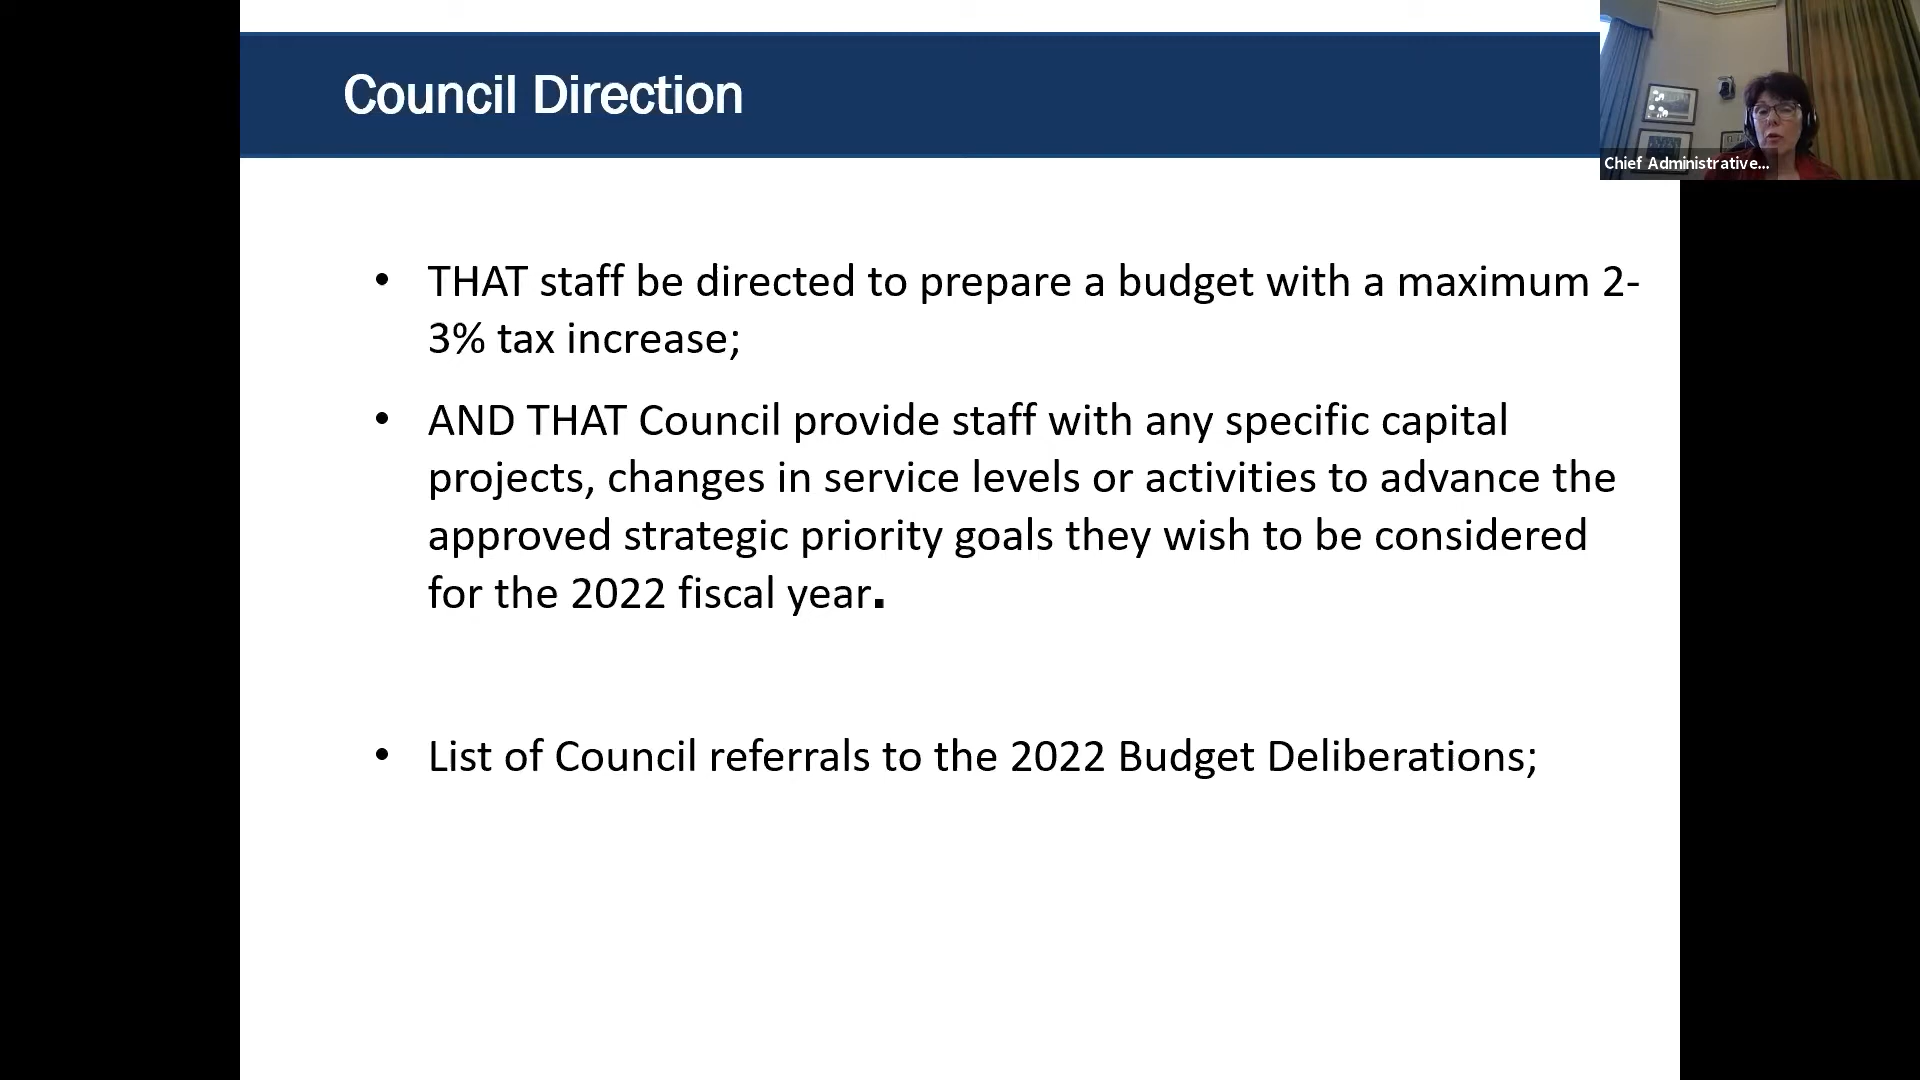 Council Direction
Chief Administrative...
• THAT staff be directed to prepare a budget with a maximum 2-
3% tax increase;
• AND THAT Council provide staff with any specific capital
projects, changes in service levels or activities to advance the
approved strategic priority goals they wish to be considered
for the 2022 fiscal year.
• List of Council referrals to the 2022 Budget Deliberations;